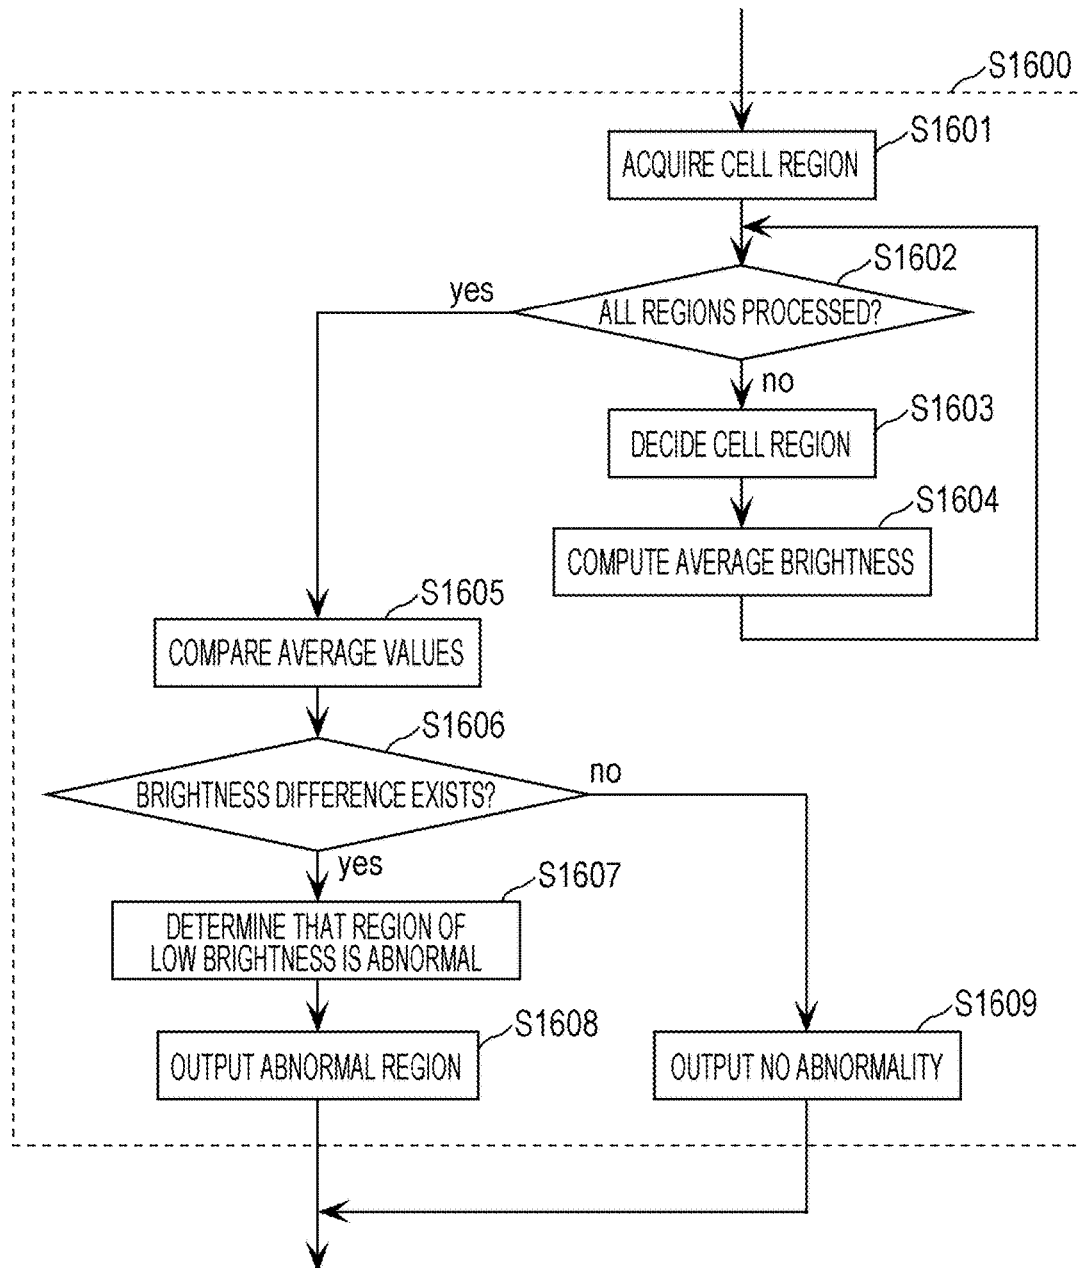 S1600
S1601
ACQUIRE CELL REGION
S1602
yes
ALL REGIONS PROCESSED?
no
S1603
DECIDE CELL REGION
S1604
COMPUTE AVERAGE BRIGHTNESS
S1605
COMPARE AVERAGE VALUES
S1606
BRIGHTNESS DIFFERENCE EXISTS?
no
yes
S1607
DETERMINE THAT REGION OF
LOW BRIGHTNESS IS ABNORMAL
S1608
OUTPUT ABNORMAL REGION
S1609
OUTPUT NO ABNORMALITY